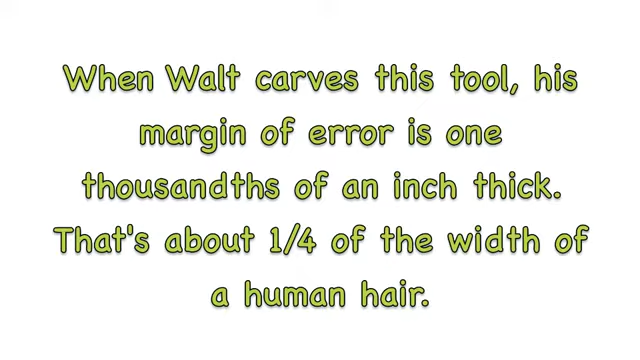 When Walt carves this tool, his
margin of error is one
thousandths of an inch thick.
That's about 1/4 of the width of
a human hair.